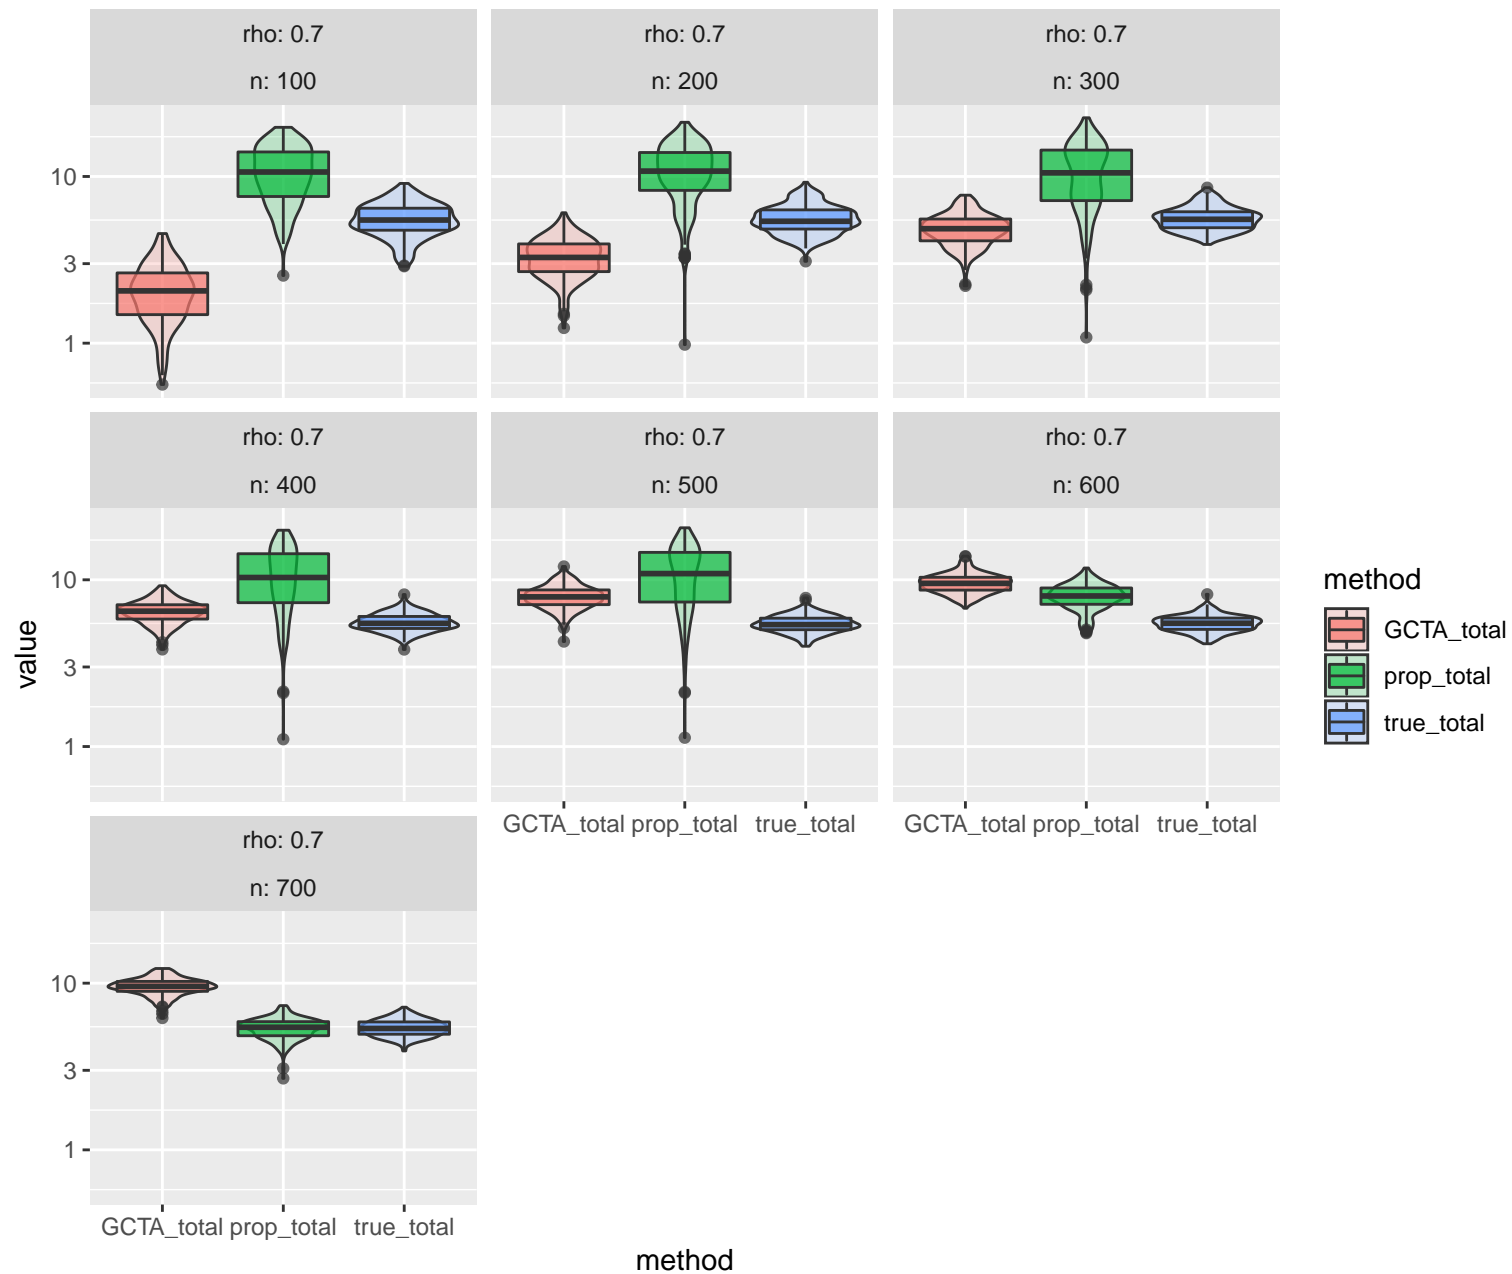 rho: 0.7
n: 100
rho: 0.7
n: 200
rho: 0.7
n: 300
10
3
1
rho: 0.7
n: 400
rho: 0.7
n: 500
rho: 0.7
n: 600
10
3
1
GCTA_total prop_total true_total
GCTA_total prop_total true_total
rho: 0.7
n: 700
10
3
1
GCTA_total prop_total true_total
method
value
method
GCTA_total
prop_total
true_total